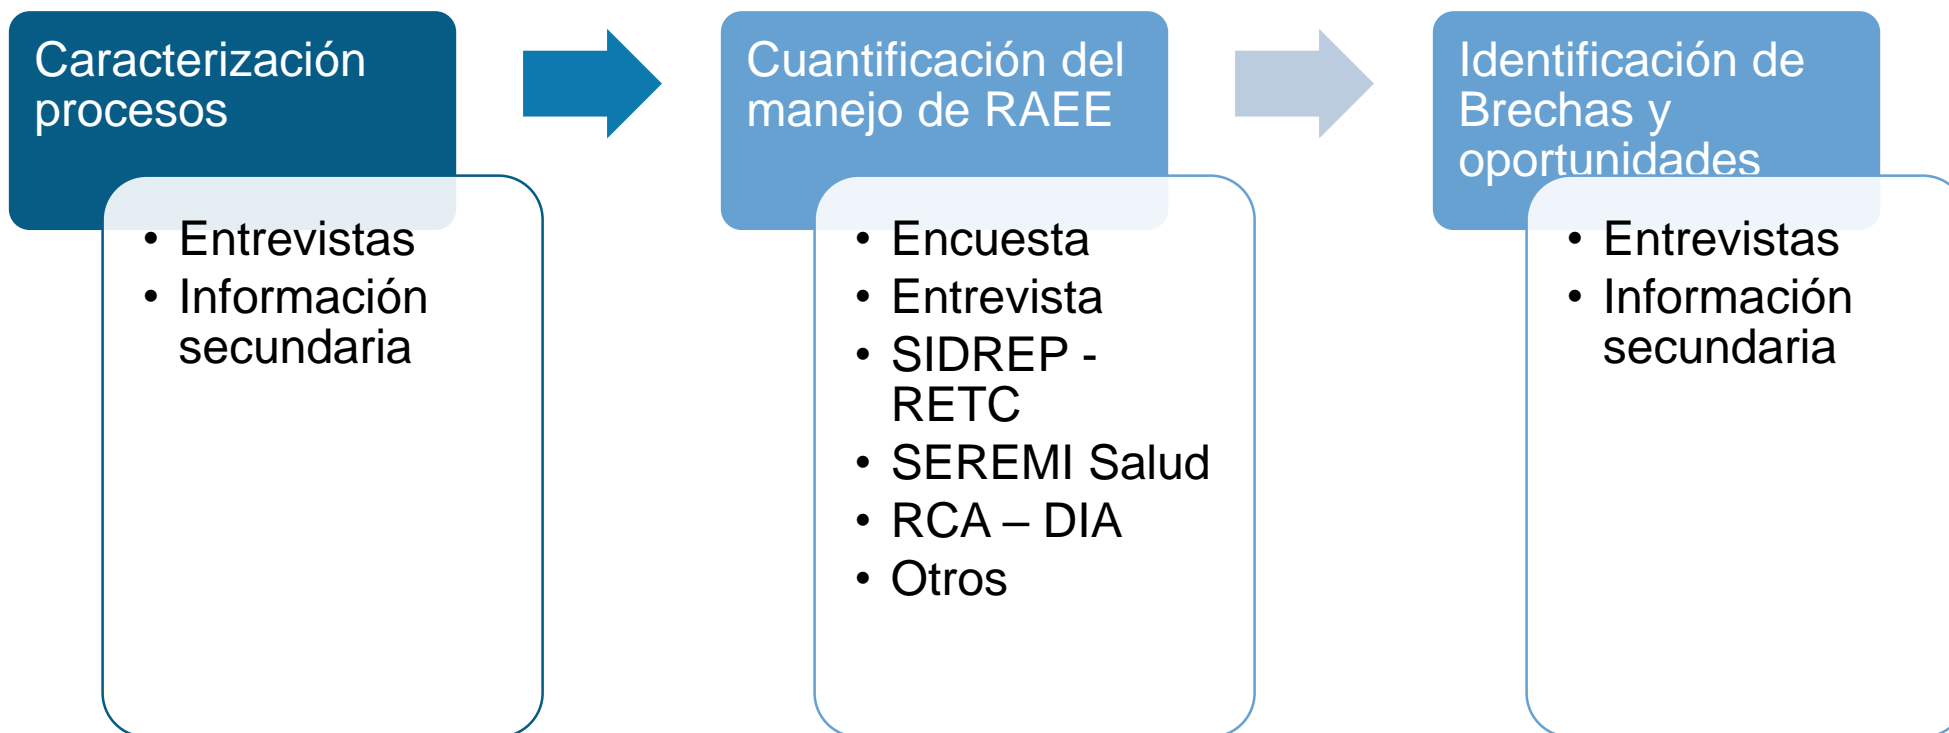 Caracterización
procesos
• Entrevistas
• Información
secundaria
Cuantificación del
manejo de RAEE
• Encuesta
• Entrevista
• SIDREP -
RETC
• SEREMI Salud
• RCA – DIA
• Otros
Identificación de
Brechas y
oportunidades
• Entrevistas
• Información
secundaria